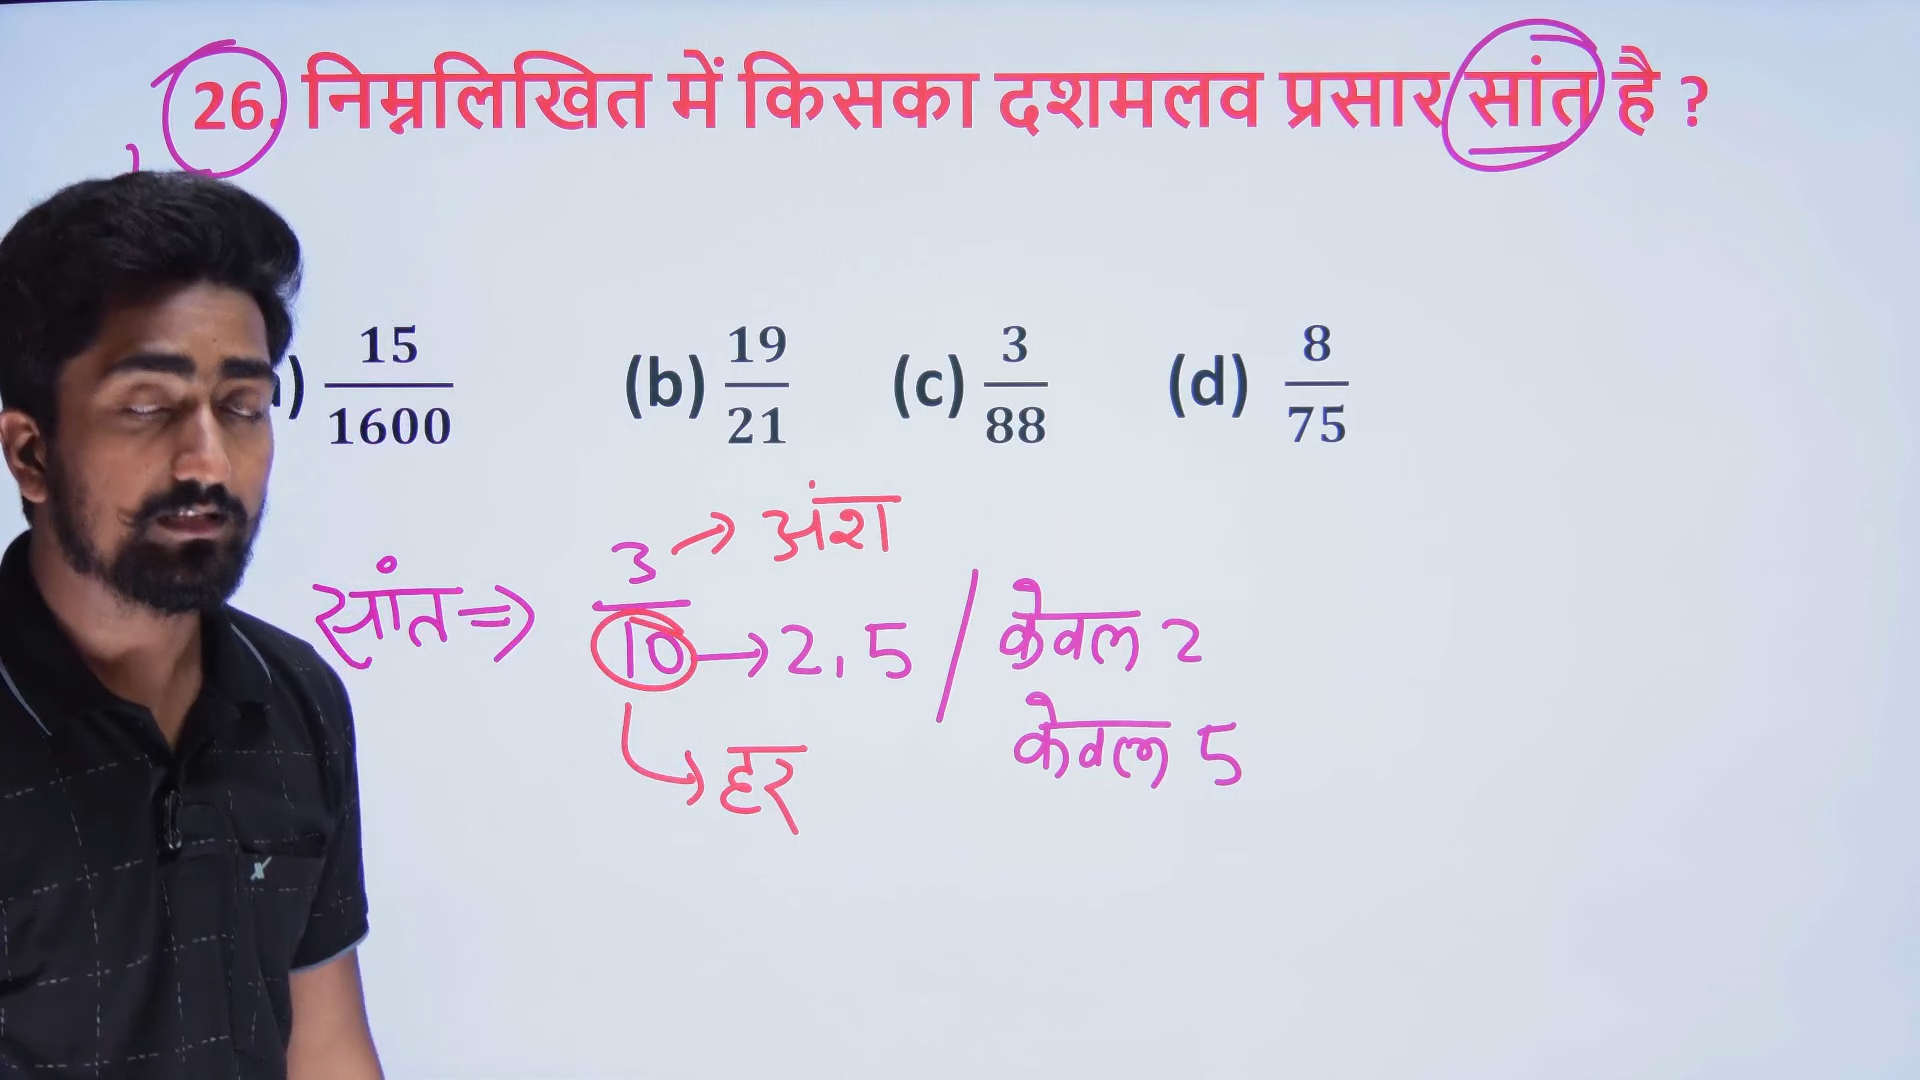 26. निम्नलिखित में किसका दशमलव प्रसार सांत है ?
) 15/1600 (b) 19/21 (c) 3/88 (d) 8/75
सांत => 3/10 → अंश
→ 2, 5 / केवल 2
केवल 5
→ हर